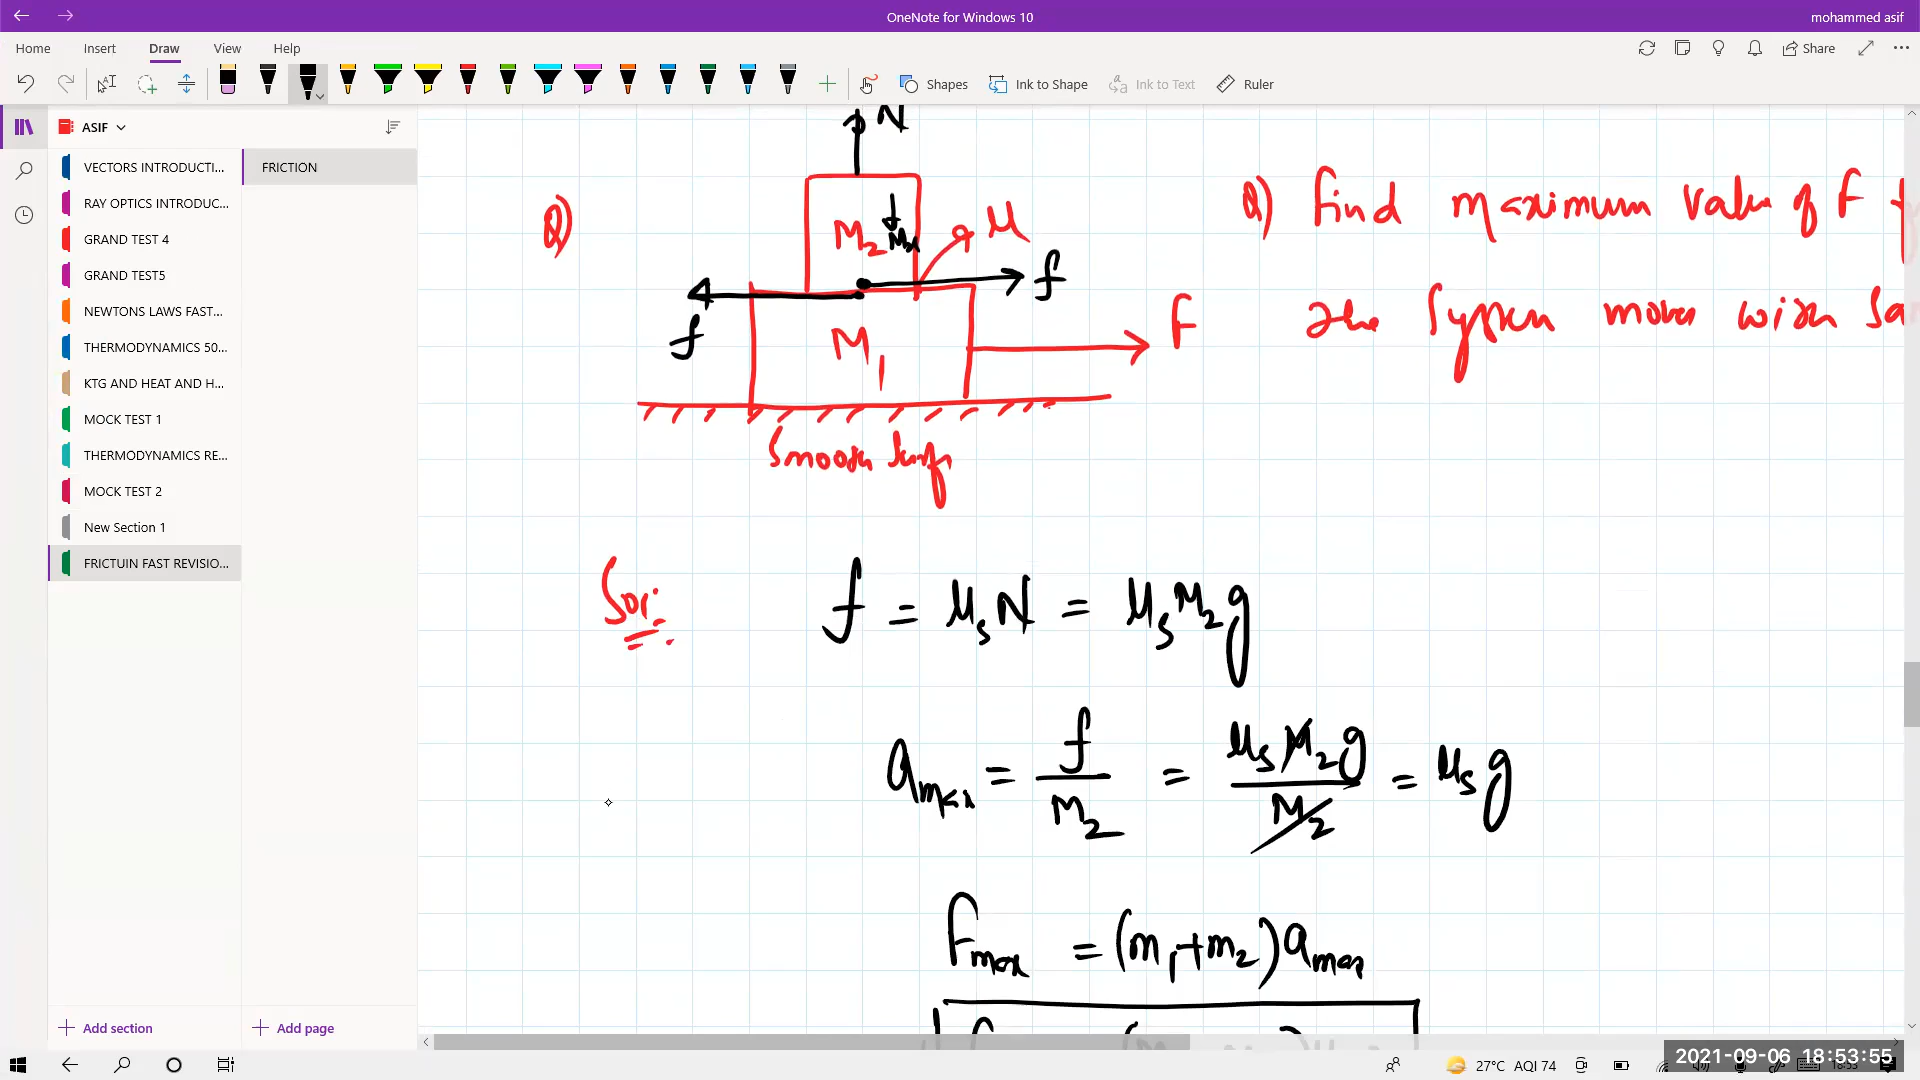 OneNote for Windows 10
mohammed asif
Home Insert Draw View Help
Share
Shapes Ink to Shape Ink to Text Ruler
ASIF
VECTORS INTRODUCTI...
RAY OPTICS INTRODUC...
GRAND TEST 4
GRAND TEST5
NEWTONS LAWS FAST...
THERMODYNAMICS 50...
KTG AND HEAT AND H...
MOCK TEST 1
THERMODYNAMICS RE...
MOCK TEST 2
New Section 1
FRICTUIN FAST REVISIO...
FRICTION
N
Q)
M₂
μ
f
f
M₁
F
Smooth Surf
Q) Find maximum value of F
The System moves with Sa
Sol:
f = μₛN = μₛM₂g
a_max = f/M₂ = μₛM₂g/M₂ = μₛg
F_max = (m₁+m₂)a_max
Add section
Add page
27°C AQI 74
2021-09-06 18:53:55